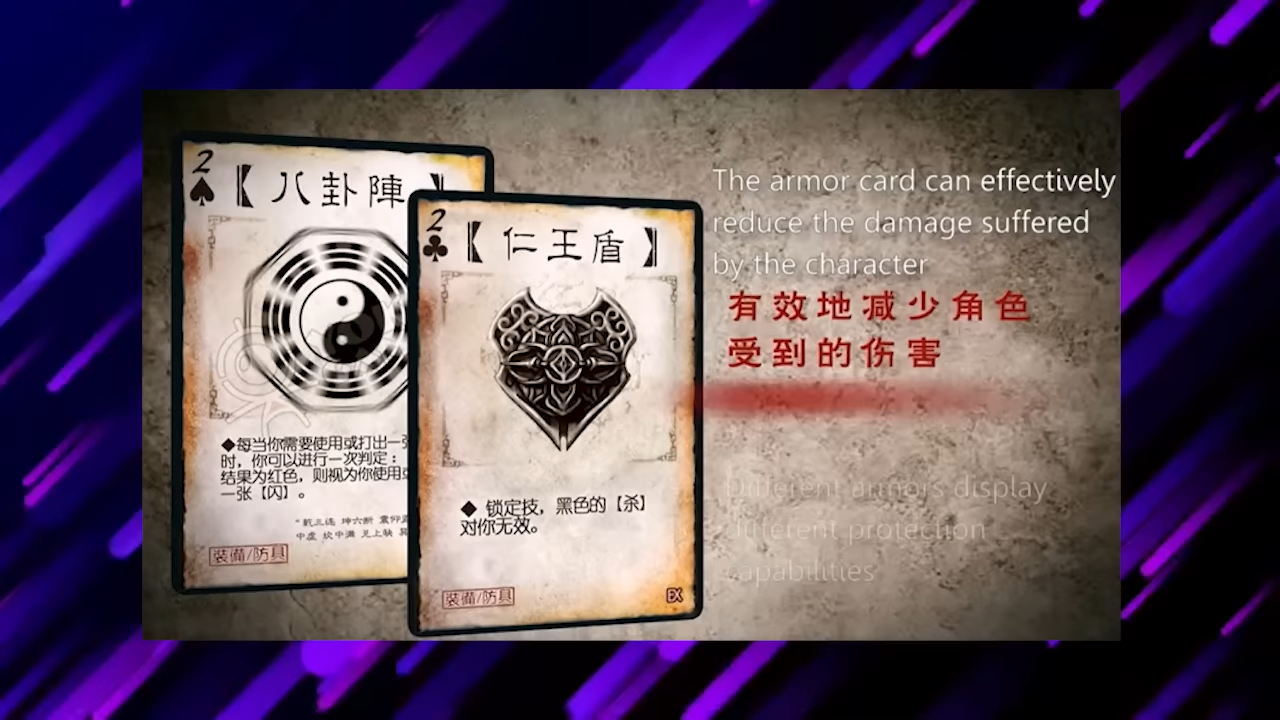 2
【八卦陣】
◆每当你需要使用或打出一张
时，你可以进行一次判定：
结果为红色，则视为你使用或
一张【闪】。
装備/防具
2
【仁王盾】
◆ 锁定技，黑色的【杀】
对你无效。
装備/防具
EX
The armor card can effectively
reduce the damage suffered
by the character
有效地减少角色
受到的伤害
Different armors display
different protection
capabilities